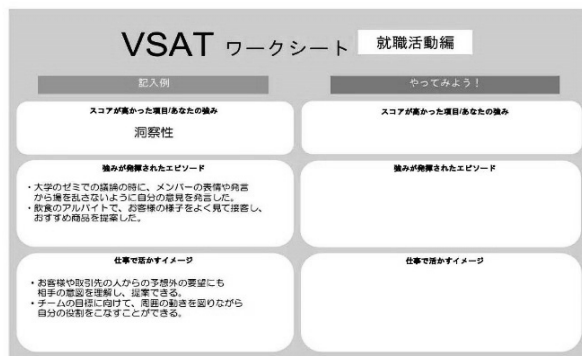 VSAT ワークシート 就職活動編
記入例
スコアが高かった項目/あなたの強み
洞察性
強みが発揮されたエピソード
・大学のゼミでの議論の時に、メンバーの表情や発言
から場を乱さないように自分の意見を発言した。
・飲食のアルバイトで、お客様の様子をよく見て接客し、
おすすめ商品を提案した。
仕事で活かすイメージ
・お客様や取引先の人からの予想外の要望にも
相手の意図を理解し、提案できる。
・チームの目標に向けて、周囲の動きを図りながら
自分の役割をこなすことができる。
やってみよう！
スコアが高かった項目/あなたの強み
強みが発揮されたエピソード
仕事で活かすイメージ